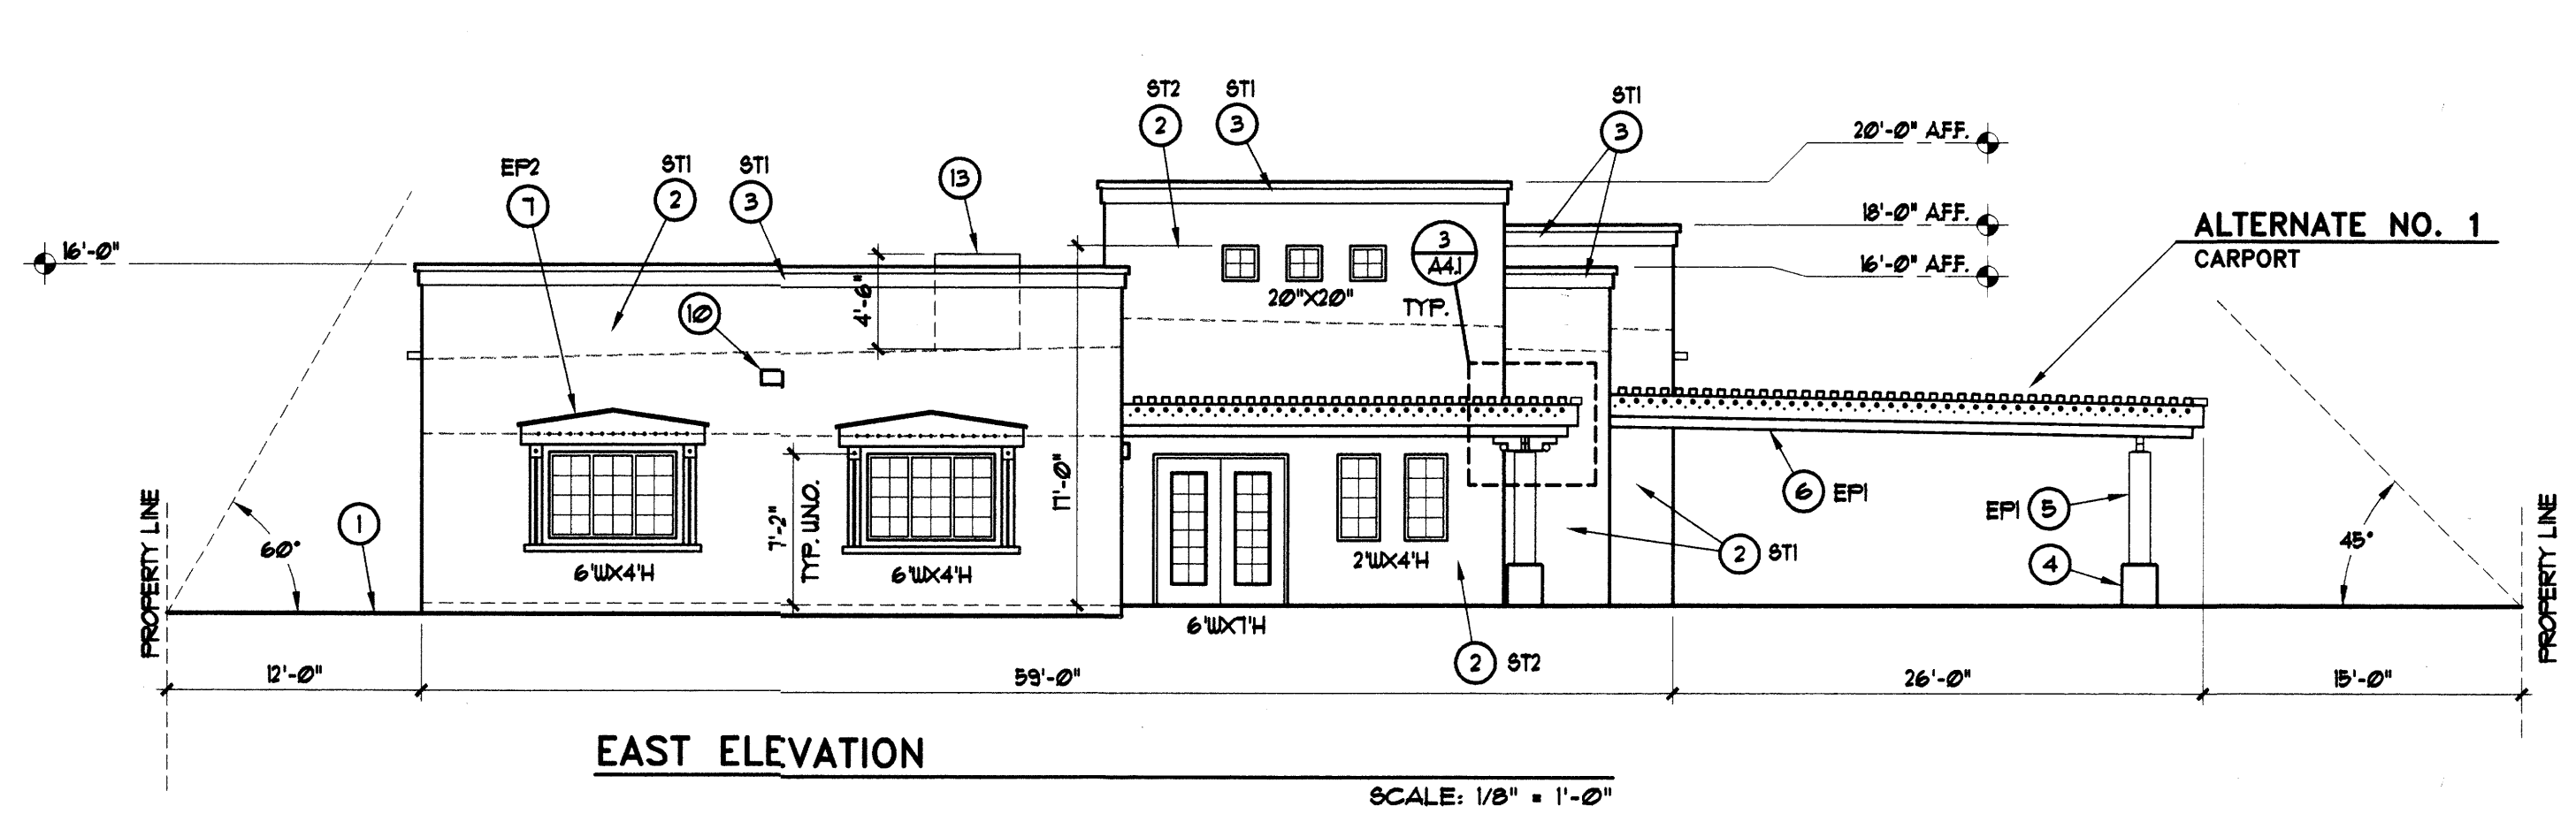 ST2
ST1
ST1
2
3
3
20'-0" A.F.F.
EP2
ST1
ST1
13
7
2
3
18'-0" A.F.F.
ALTERNATE NO. 1
CARPORT
16'-0"
3
A4.1
16'-0" A.F.F.
4'-6"
20"X20"
TYP.
10
17'-0"
7'-2"
TYP. U.N.O.
6
EP1
EP1
5
PROPERTY LINE
60°
1
6'WX4'H
6'WX4'H
2'WX4'H
2
ST1
4
45°
PROPERTY LINE
6'WX7'H
2
ST2
12'-0"
59'-0"
26'-0"
15'-0"
EAST ELEVATION
SCALE: 1/8" = 1'-0"